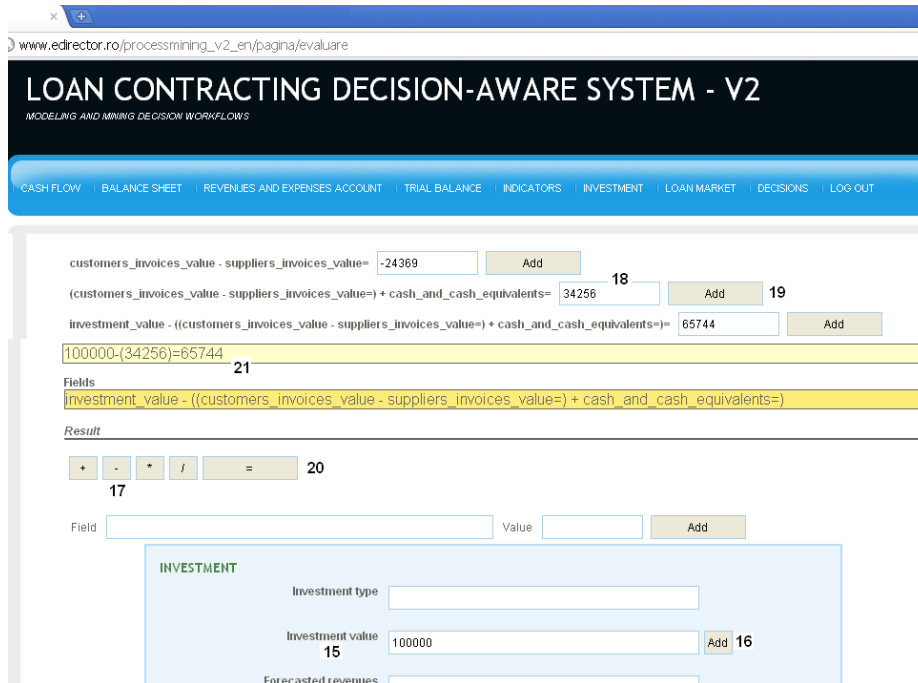 www.edirector.ro/processmining_v2_en/pagina/evaluare
LOAN CONTRACTING DECISION-AWARE SYSTEM - V2
MODELING AND MINING DECISION WORKFLOWS
CASH FLOW | BALANCE SHEET | REVENUES AND EXPENSES ACCOUNT | TRIAL BALANCE | INDICATORS | INVESTMENT | LOAN MARKET | DECISIONS | LOG OUT
customers_invoices_value - suppliers_invoices_value= -24369 Add
18
(customers_invoices_value - suppliers_invoices_value=) + cash_and_cash_equivalents= 34256 Add 19
investment_value - ((customers_invoices_value - suppliers_invoices_value=) + cash_and_cash_equivalents=)= 65744 Add
100000-(34256)=65744
21
Fields
investment_value - ((customers_invoices_value - suppliers_invoices_value=) + cash_and_cash_equivalents=)
Result
+ - * / = 20
17
Field Value Add
INVESTMENT
Investment type
Investment value 100000 Add 16
15
Forecasted revenues